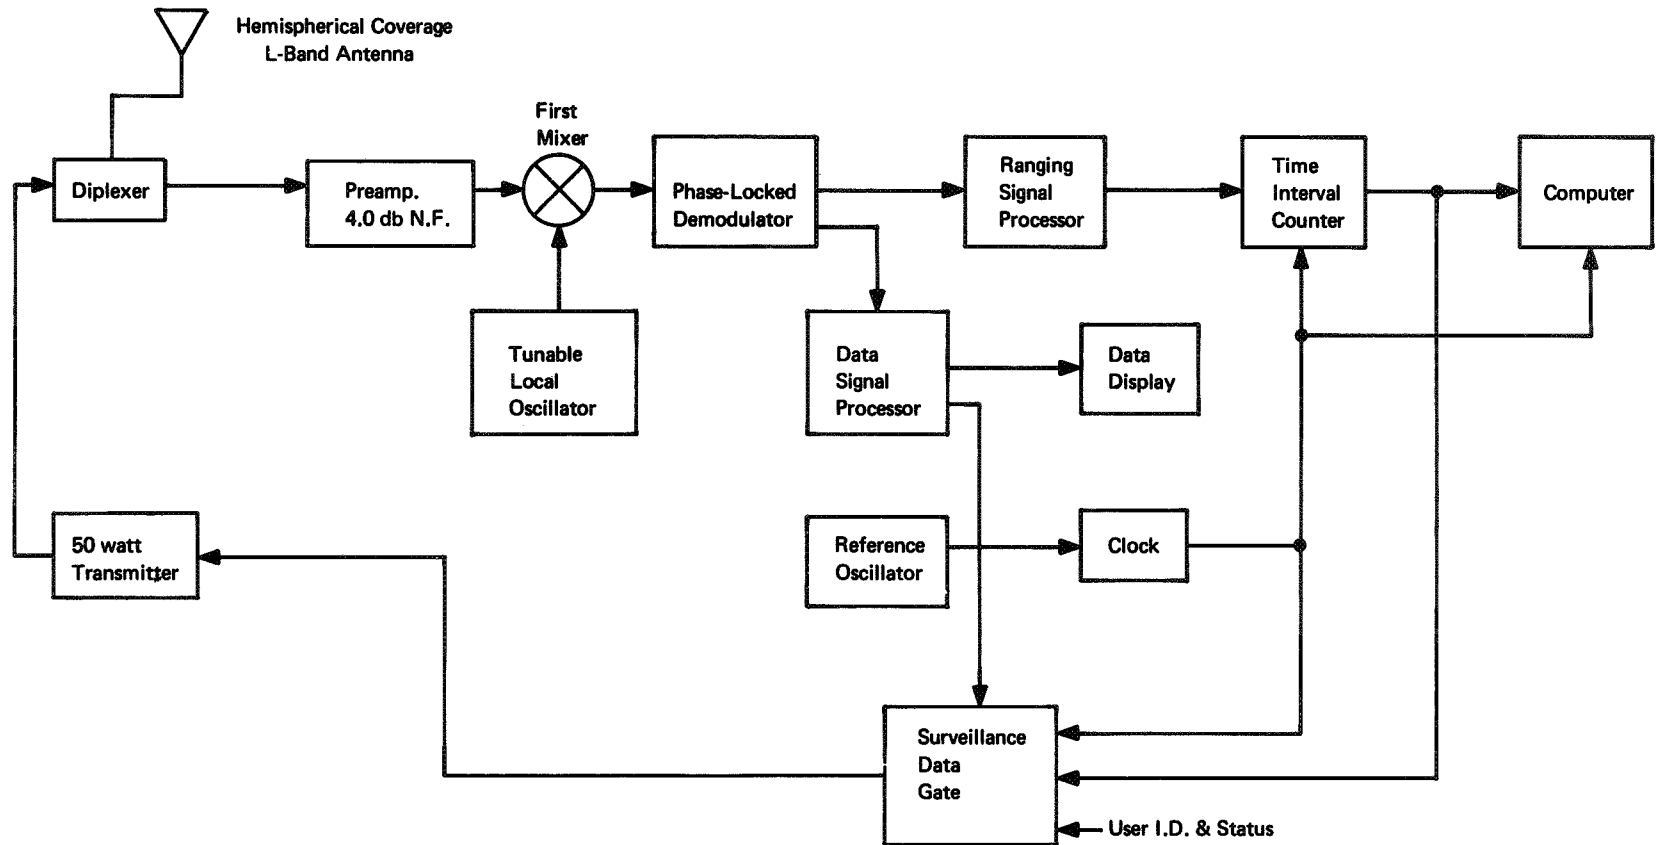 Hemispherical Coverage
L-Band Antenna
First
Mixer
Diplexer
Preamp.
4.0 db N.F.
Phase-Locked
Demodulator
Ranging
Signal
Processor
Time
Interval
Counter
Computer
Tunable
Local
Oscillator
Data
Signal
Processor
Data
Display
50 watt
Transmitter
Reference
Oscillator
Clock
Surveillance
Data
Gate
User I.D. & Status